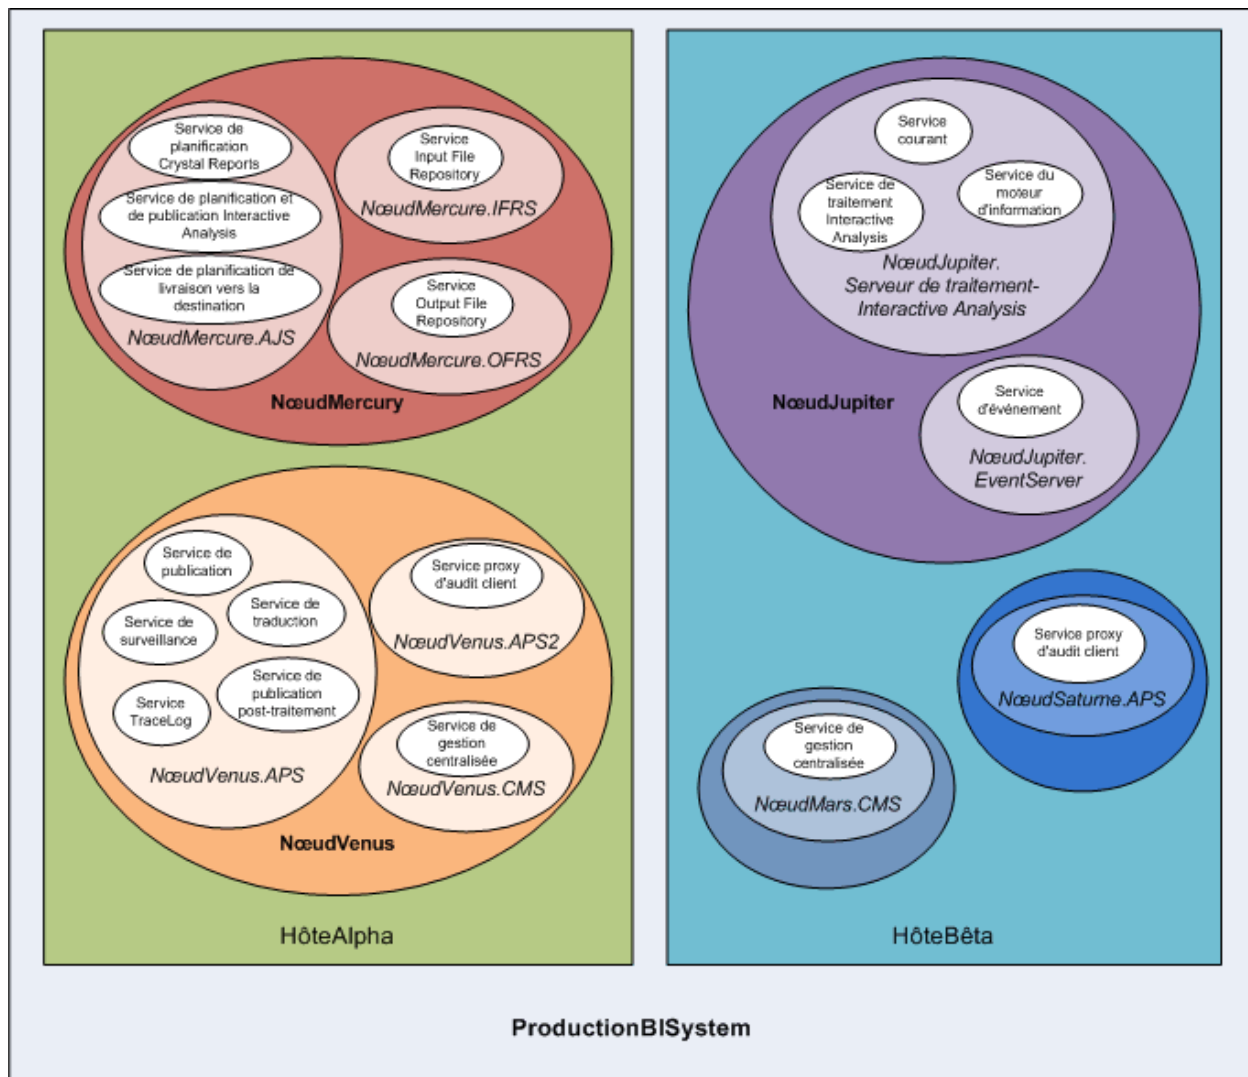 Service de
planification
Crystal Reports
Service de planification et
de publication Interactive
Analysis
Service de planification de
livraison vers la
destination
NœudMercure.AJS
Service
Input File
Repository
NœudMercure.IFRS
Service
Output File
Repository
NœudMercure.OFRS
NœudMercury
Service de
publication
Service de
surveillance
Service de
traduction
Service
TraceLog
Service de
publication
post-traitement
NœudVenus.APS
Service proxy
d'audit client
NœudVenus.APS2
Service de
gestion
centralisée
NœudVenus.CMS
NœudVenus
HôteAlpha
Service
courant
Service de
traitement
Interactive
Analysis
Service du
moteur
d'information
NœudJupiter.
Serveur de traitement-
Interactive Analysis
NœudJupiter
Service
d'événement
NœudJupiter.
EventServer
Service proxy
d'audit client
NœudSaturne.APS
Service de
gestion
centralisée
NœudMars.CMS
HôteBêta
ProductionBISystem